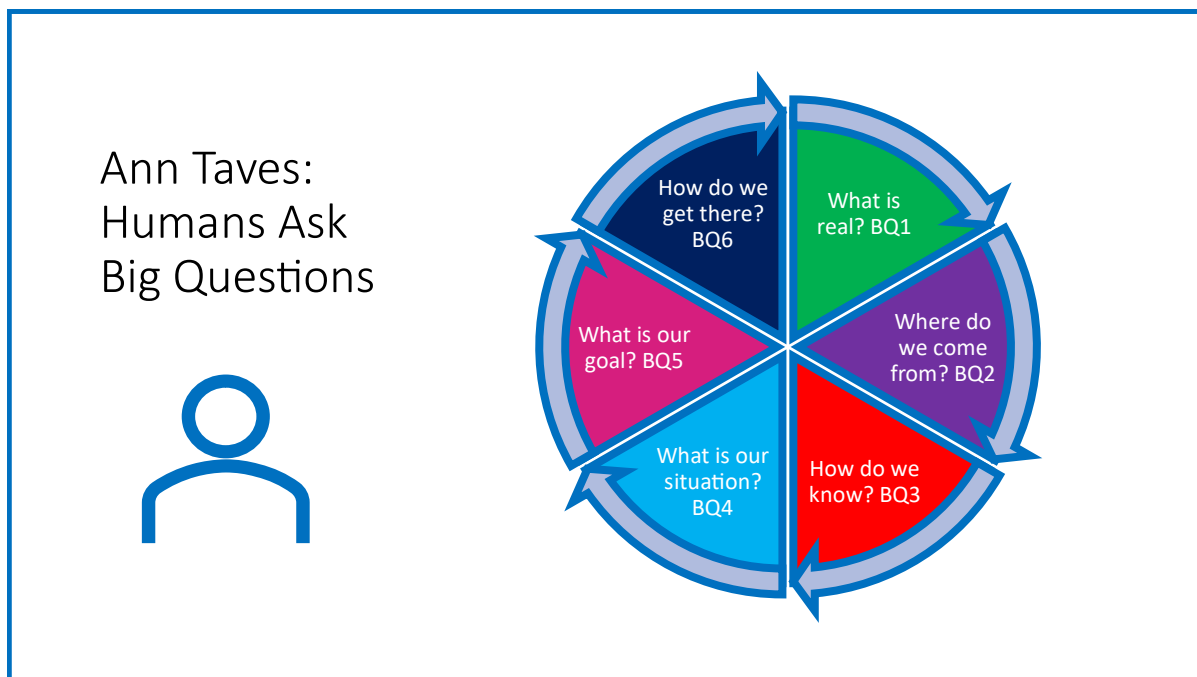 Ann Taves:
Humans Ask
Big Questions
What is
real? BQ1
Where do
we come
from? BQ2
How do we
know? BQ3
What is our
situation?
BQ4
What is our
goal? BQ5
How do we
get there?
BQ6